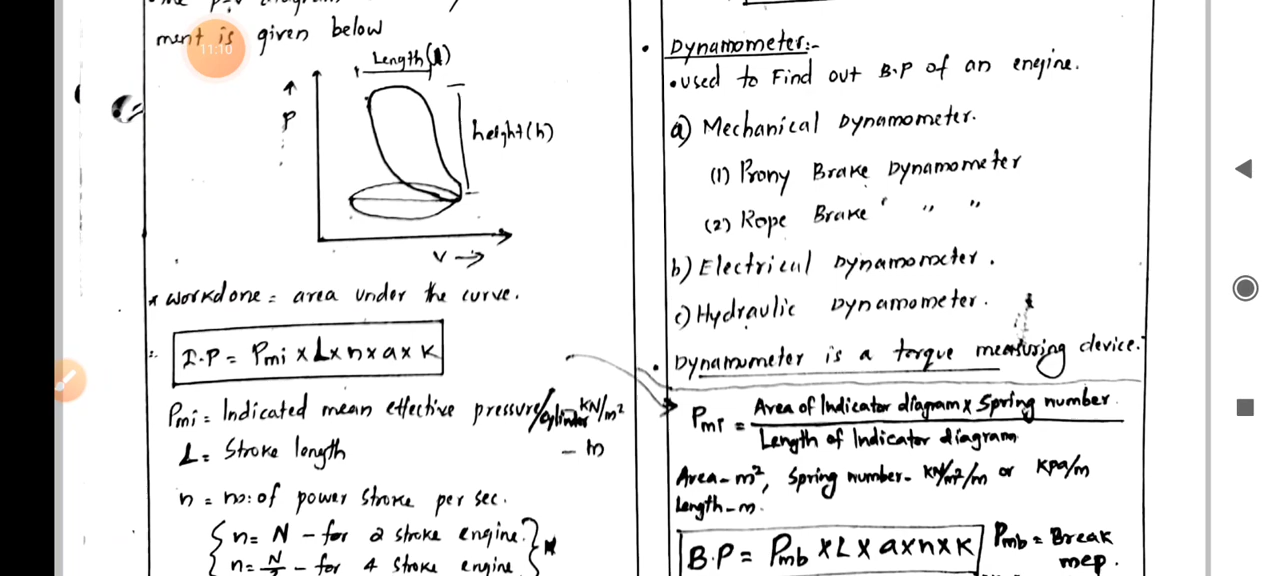 ment is given below
11:10
Length(l)
P
height(h)
V →
* workdone = area under the curve.
∴ I.P = Pmi × L × n × a × K
Pmi = Indicated mean effective pressure/cylinder KN/m²
L = Stroke length - m
n = no: of power stroke per sec.
{ n = N - for 2 stroke engine. }
{ n = N/2 - for 4 stroke engine }
• Dynamometer:-
• used to Find out B.P of an engine.
a) Mechanical Dynamometer.
(1) Prony Brake Dynamometer
(2) Rope Brake " "
b) Electrical Dynamometer.
c) Hydraulic Dynamometer.
• Dynamometer is a torque measuring device.
Pmi = Area of Indicator diagram × Spring number
Length of Indicator diagram
Area - m², Spring number - KN/m²/m or Kpa/m
length - m.
B.P = Pmb × L × a × n × K
Pmb = Break
mep.